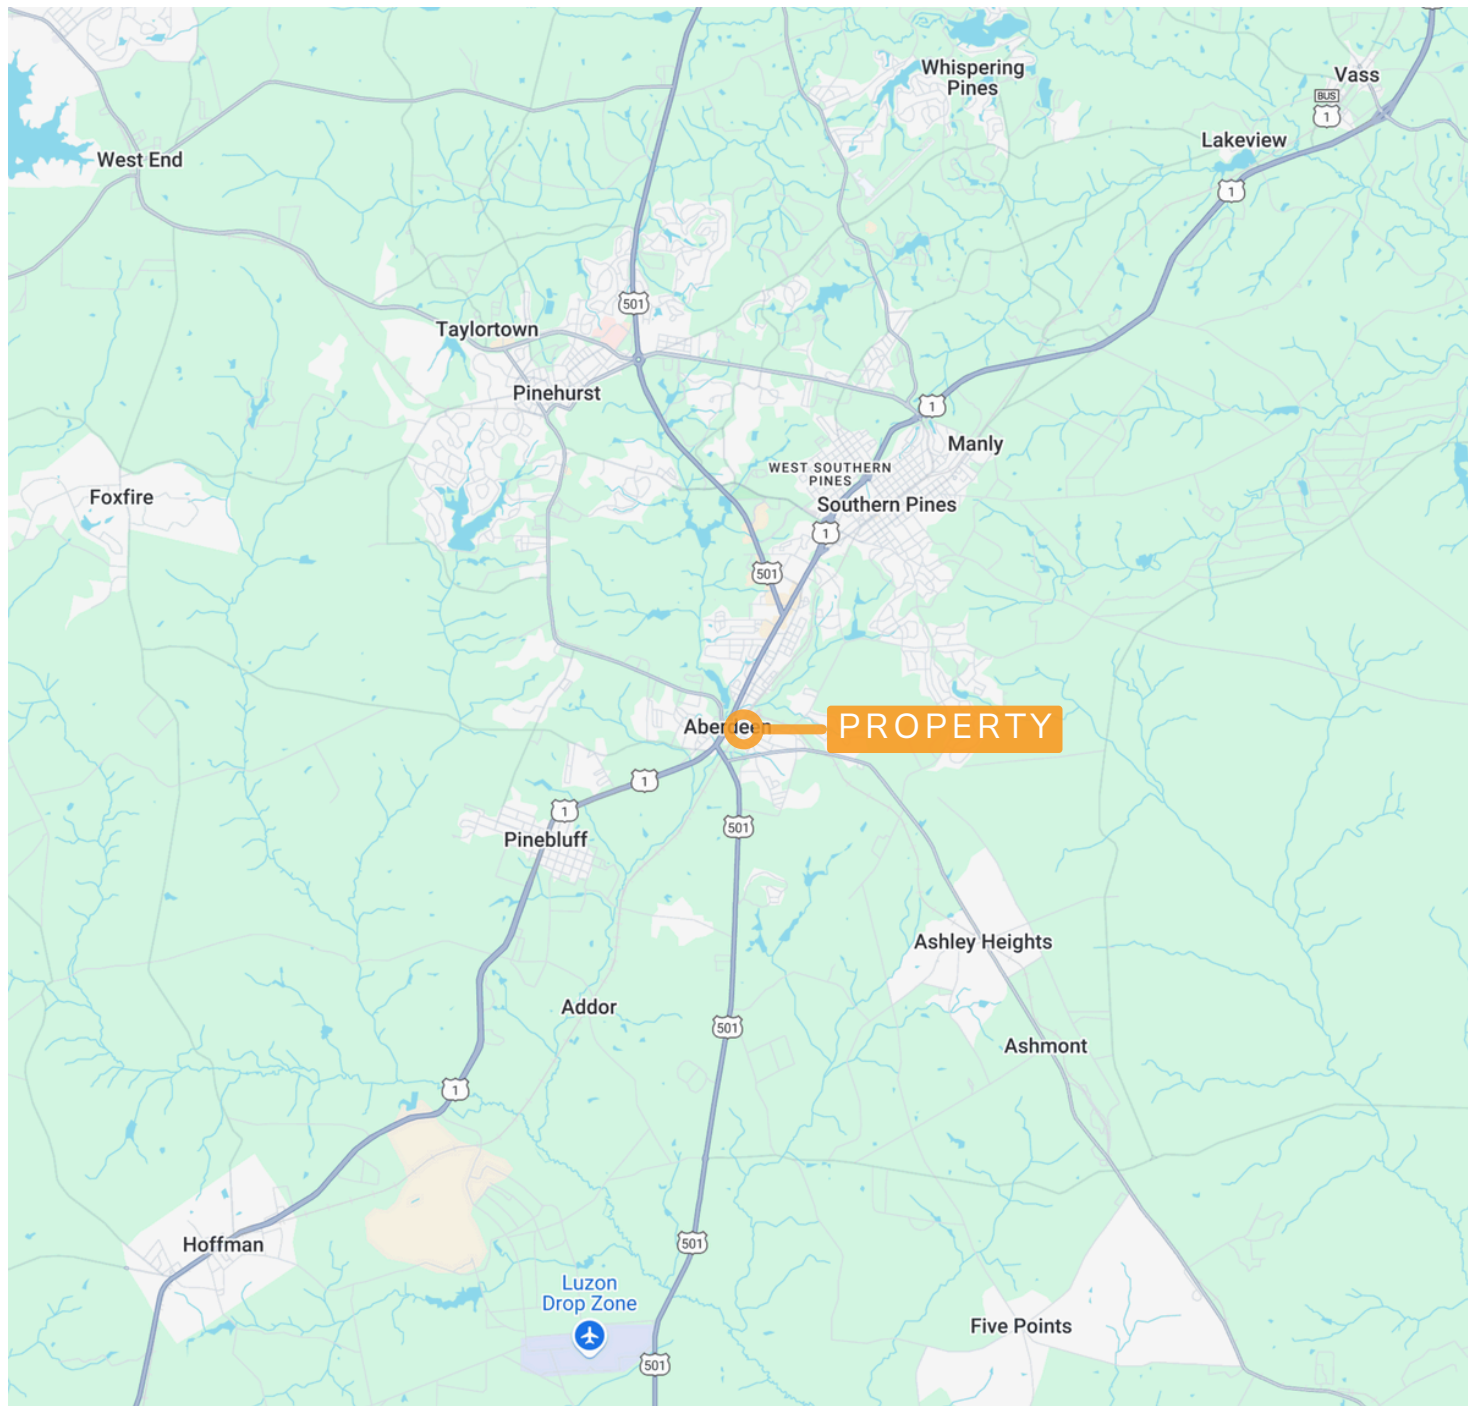 Whispering
Pines
Vass
BUS
1
Lakeview
West End
1
501
Taylortown
Pinehurst
1
Manly
WEST SOUTHERN
PINES
Foxfire
Southern Pines
1
501
Aberdeen
PROPERTY
1
1
501
Pinebluff
Ashley Heights
Addor
501
Ashmont
1
501
Hoffman
Luzon
Drop Zone
Five Points
501